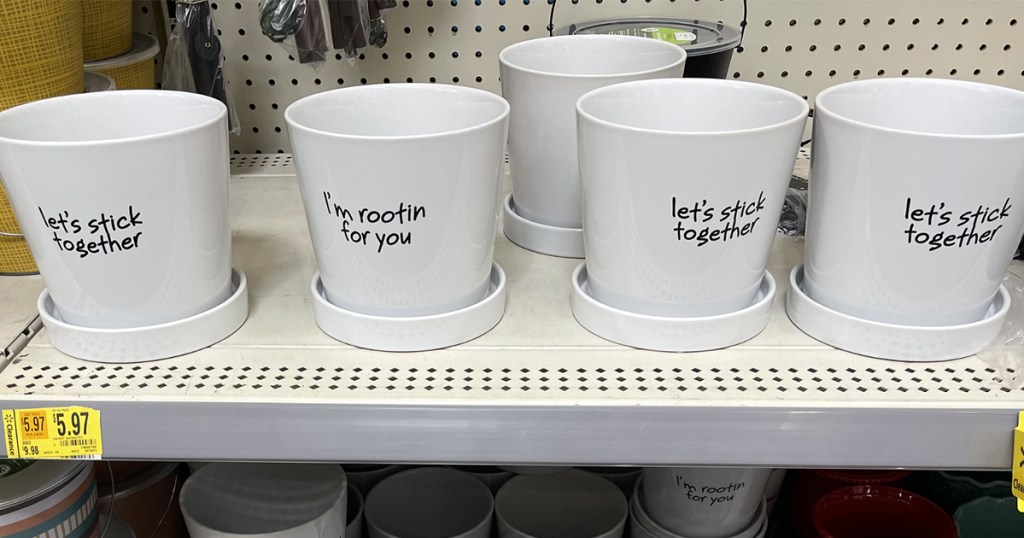 let's stick
together
I'm rootin
for you
let's stick
together
let's stick
together
Clearance
5.97
$5.97
WAS
9.98
I'm rootin
for you